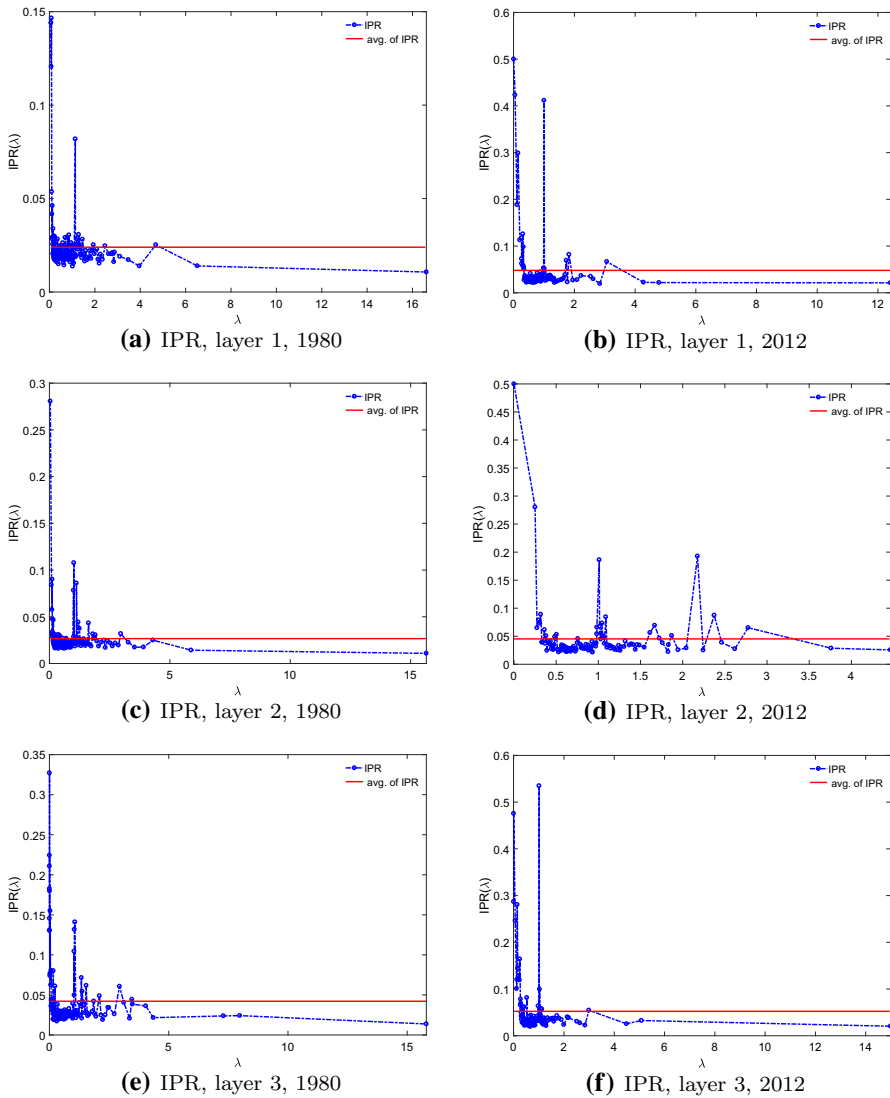 0.15
0.1
0.05
0
IPR(λ)
0 2 4 6 8 10 12 14 16
λ
IPR
avg. of IPR
(a) IPR, layer 1, 1980
0.6
0.5
0.4
0.3
0.2
0.1
0
IPR(λ)
0 2 4 6 8 10 12
λ
IPR
avg. of IPR
(b) IPR, layer 1, 2012
0.3
0.25
0.2
0.15
0.1
0.05
0
IPR(λ)
0 5 10 15
λ
IPR
avg. of IPR
(c) IPR, layer 2, 1980
0.5
0.45
0.4
0.35
0.3
0.25
0.2
0.15
0.1
0.05
0
IPR(λ)
0 0.5 1 1.5 2 2.5 3 3.5 4
λ
IPR
avg. of IPR
(d) IPR, layer 2, 2012
0.35
0.3
0.25
0.2
0.15
0.1
0.05
0
IPR(λ)
0 5 10 15
λ
IPR
avg. of IPR
(e) IPR, layer 3, 1980
0.6
0.5
0.4
0.3
0.2
0.1
0
IPR(λ)
0 2 4 6 8 10 12 14
λ
IPR
avg. of IPR
(f) IPR, layer 3, 2012